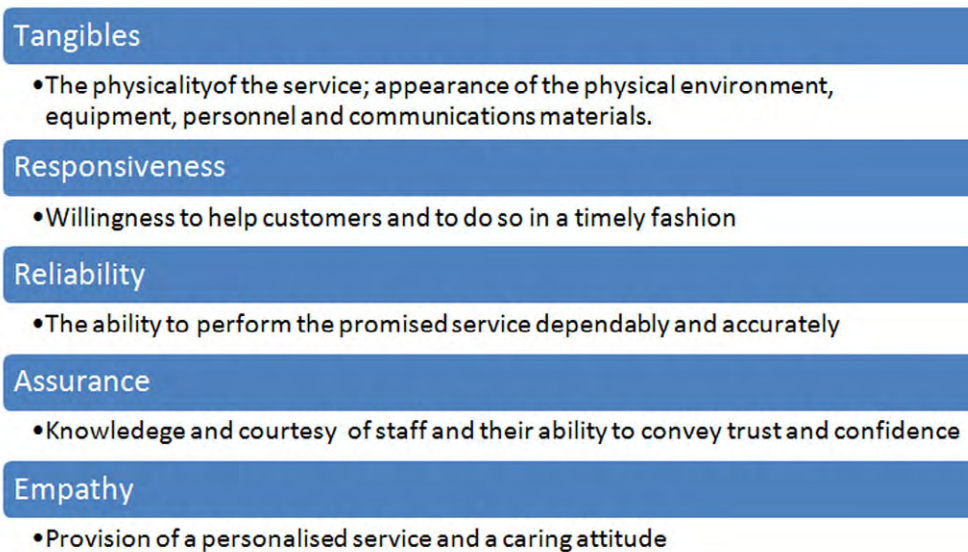 Tangibles
•The physicalityof the service; appearance of the physical environment,
equipment, personnel and communications materials.
Responsiveness
•Willingness to help customers and to do so in a timely fashion
Reliability
•The ability to perform the promised service dependably and accurately
Assurance
•Knowledege and courtesy of staff and their ability to convey trust and confidence
Empathy
•Provision of a personalised service and a caring attitude